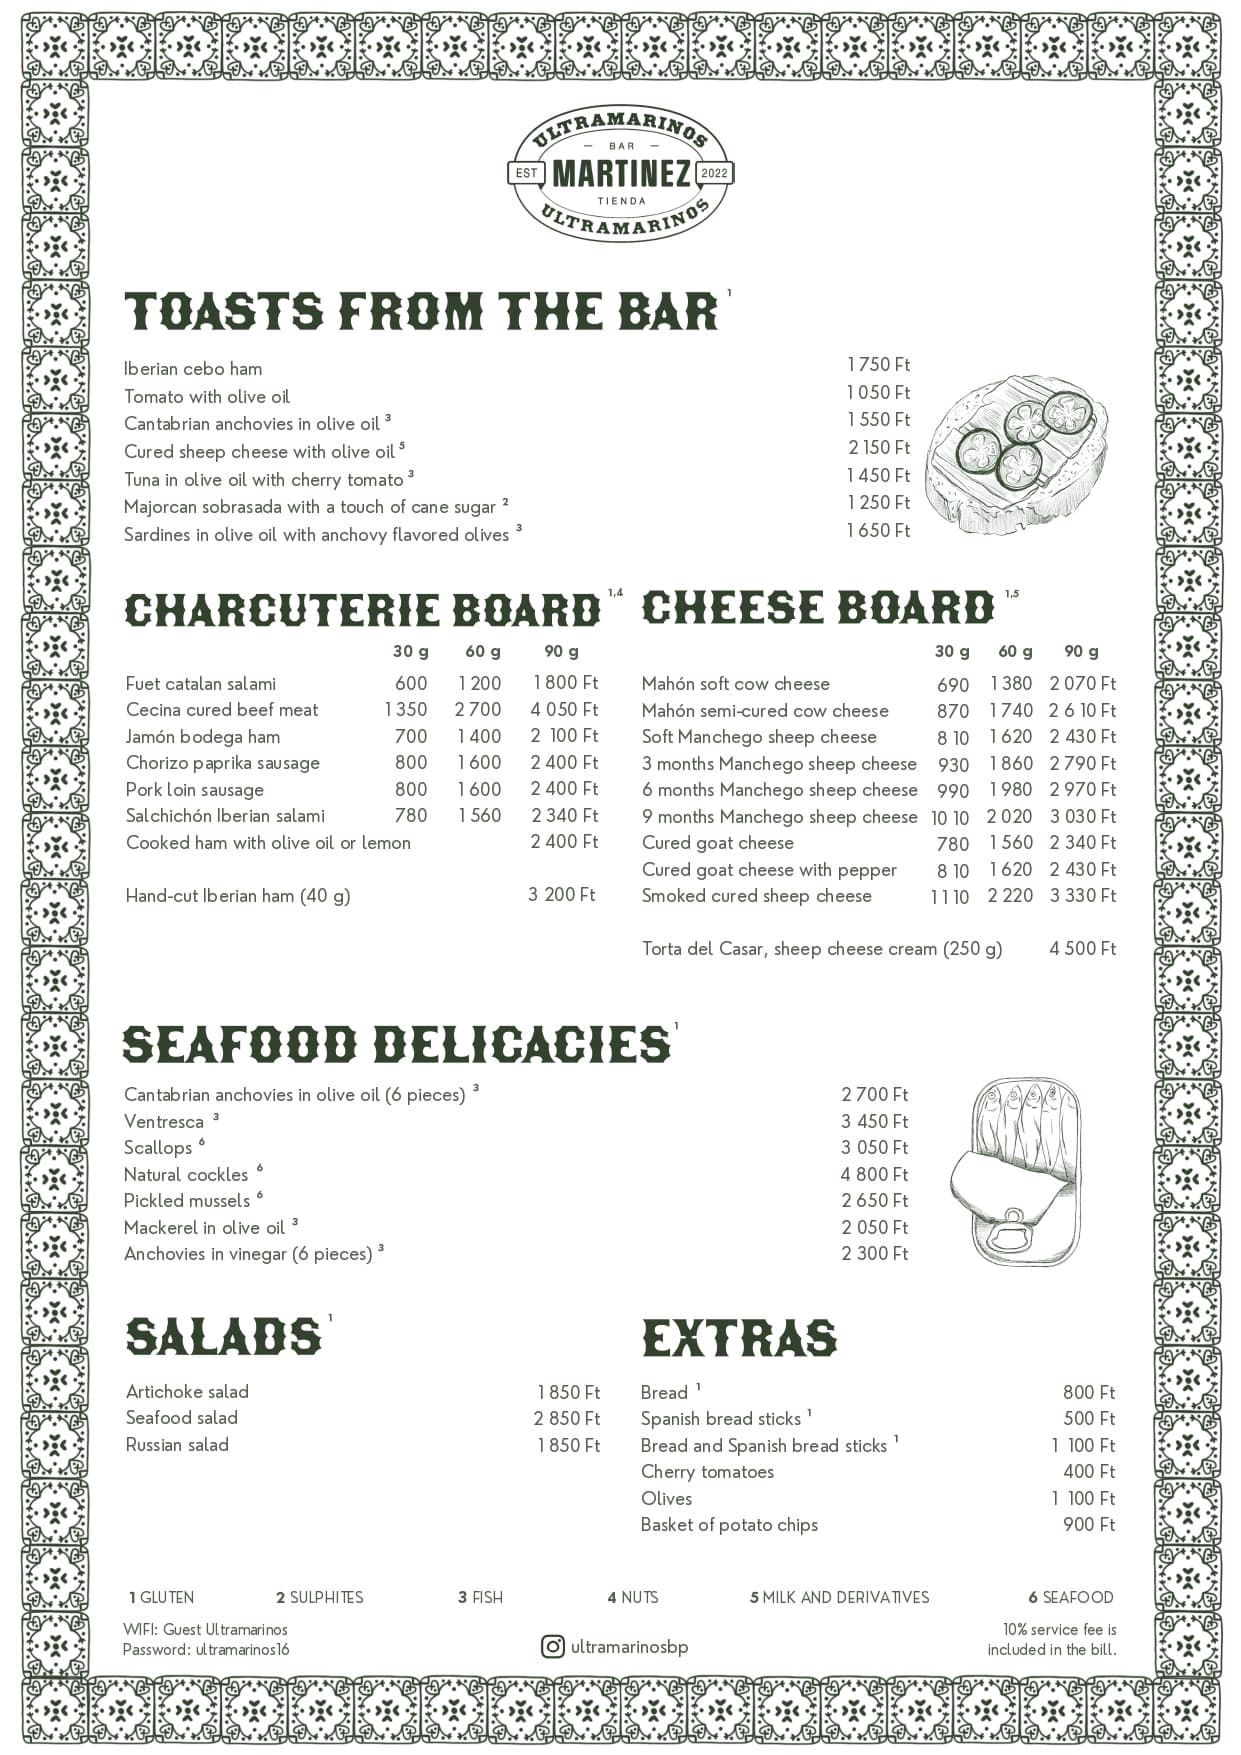 ULTRAMARINOS
BAR
EST MARTINEZ 2022
TIENDA
ULTRAMARINOS
TOASTS FROM THE BAR 1
Iberian cebo ham 1 750 Ft
Tomato with olive oil 1 050 Ft
Cantabrian anchovies in olive oil 3 1 550 Ft
Cured sheep cheese with olive oil 5 2 150 Ft
Tuna in olive oil with cherry tomato 3 1 450 Ft
Majorcan sobrasada with a touch of cane sugar 2 1 250 Ft
Sardines in olive oil with anchovy flavored olives 3 1 650 Ft
CHARCUTERIE BOARD 1,4
30 g 60 g 90 g
Fuet catalan salami 600 1 200 1 800 Ft
Cecina cured beef meat 1 350 2 700 4 050 Ft
Jamón bodega ham 700 1 400 2 100 Ft
Chorizo paprika sausage 800 1 600 2 400 Ft
Pork loin sausage 800 1 600 2 400 Ft
Salchichón Iberian salami 780 1 560 2 340 Ft
Cooked ham with olive oil or lemon 2 400 Ft
Hand-cut Iberian ham (40 g) 3 200 Ft
CHEESE BOARD 1,5
30 g 60 g 90 g
Mahón soft cow cheese 690 1 380 2 070 Ft
Mahón semi-cured cow cheese 870 1 740 2 610 Ft
Soft Manchego sheep cheese 810 1 620 2 430 Ft
3 months Manchego sheep cheese 930 1 860 2 790 Ft
6 months Manchego sheep cheese 990 1 980 2 970 Ft
9 months Manchego sheep cheese 1010 2 020 3 030 Ft
Cured goat cheese 780 1 560 2 340 Ft
Cured goat cheese with pepper 810 1 620 2 430 Ft
Smoked cured sheep cheese 1110 2 220 3 330 Ft
Torta del Casar, sheep cheese cream (250 g) 4 500 Ft
SEAFOOD DELICACIES 1
Cantabrian anchovies in olive oil (6 pieces) 3 2 700 Ft
Ventresca 3 3 450 Ft
Scallops 6 3 050 Ft
Natural cockles 6 4 800 Ft
Pickled mussels 6 2 650 Ft
Mackerel in olive oil 3 2 050 Ft
Anchovies in vinegar (6 pieces) 3 2 300 Ft
SALADS 1
Artichoke salad 1 850 Ft
Seafood salad 2 850 Ft
Russian salad 1 850 Ft
EXTRAS
Bread 1 800 Ft
Spanish bread sticks 1 500 Ft
Bread and Spanish bread sticks 1 1 100 Ft
Cherry tomatoes 400 Ft
Olives 1 100 Ft
Basket of potato chips 900 Ft
1 GLUTEN 2 SULPHITES 3 FISH 4 NUTS 5 MILK AND DERIVATIVES 6 SEAFOOD
WIFI: Guest Ultramarinos
Password: ultramarinos16
ultramarinosbp
10% service fee is
included in the bill.